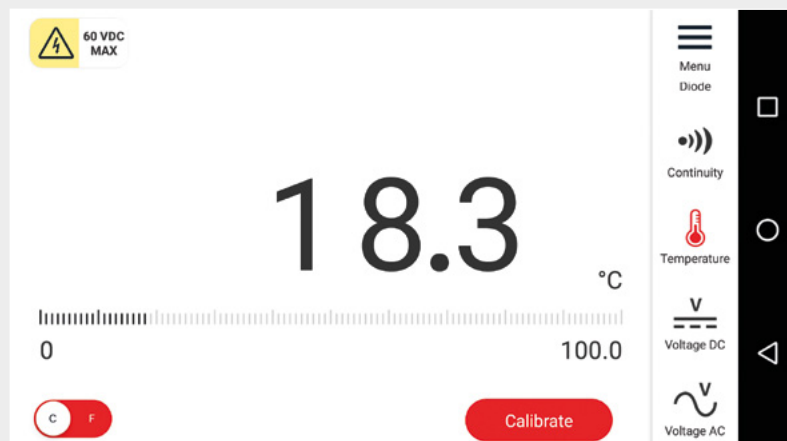 60 VDC
MAX
Menu
Diode
Continuity
18.3
Temperature
°C
V
0
100.0
Voltage DC
V
C F
Calibrate
Voltage AC